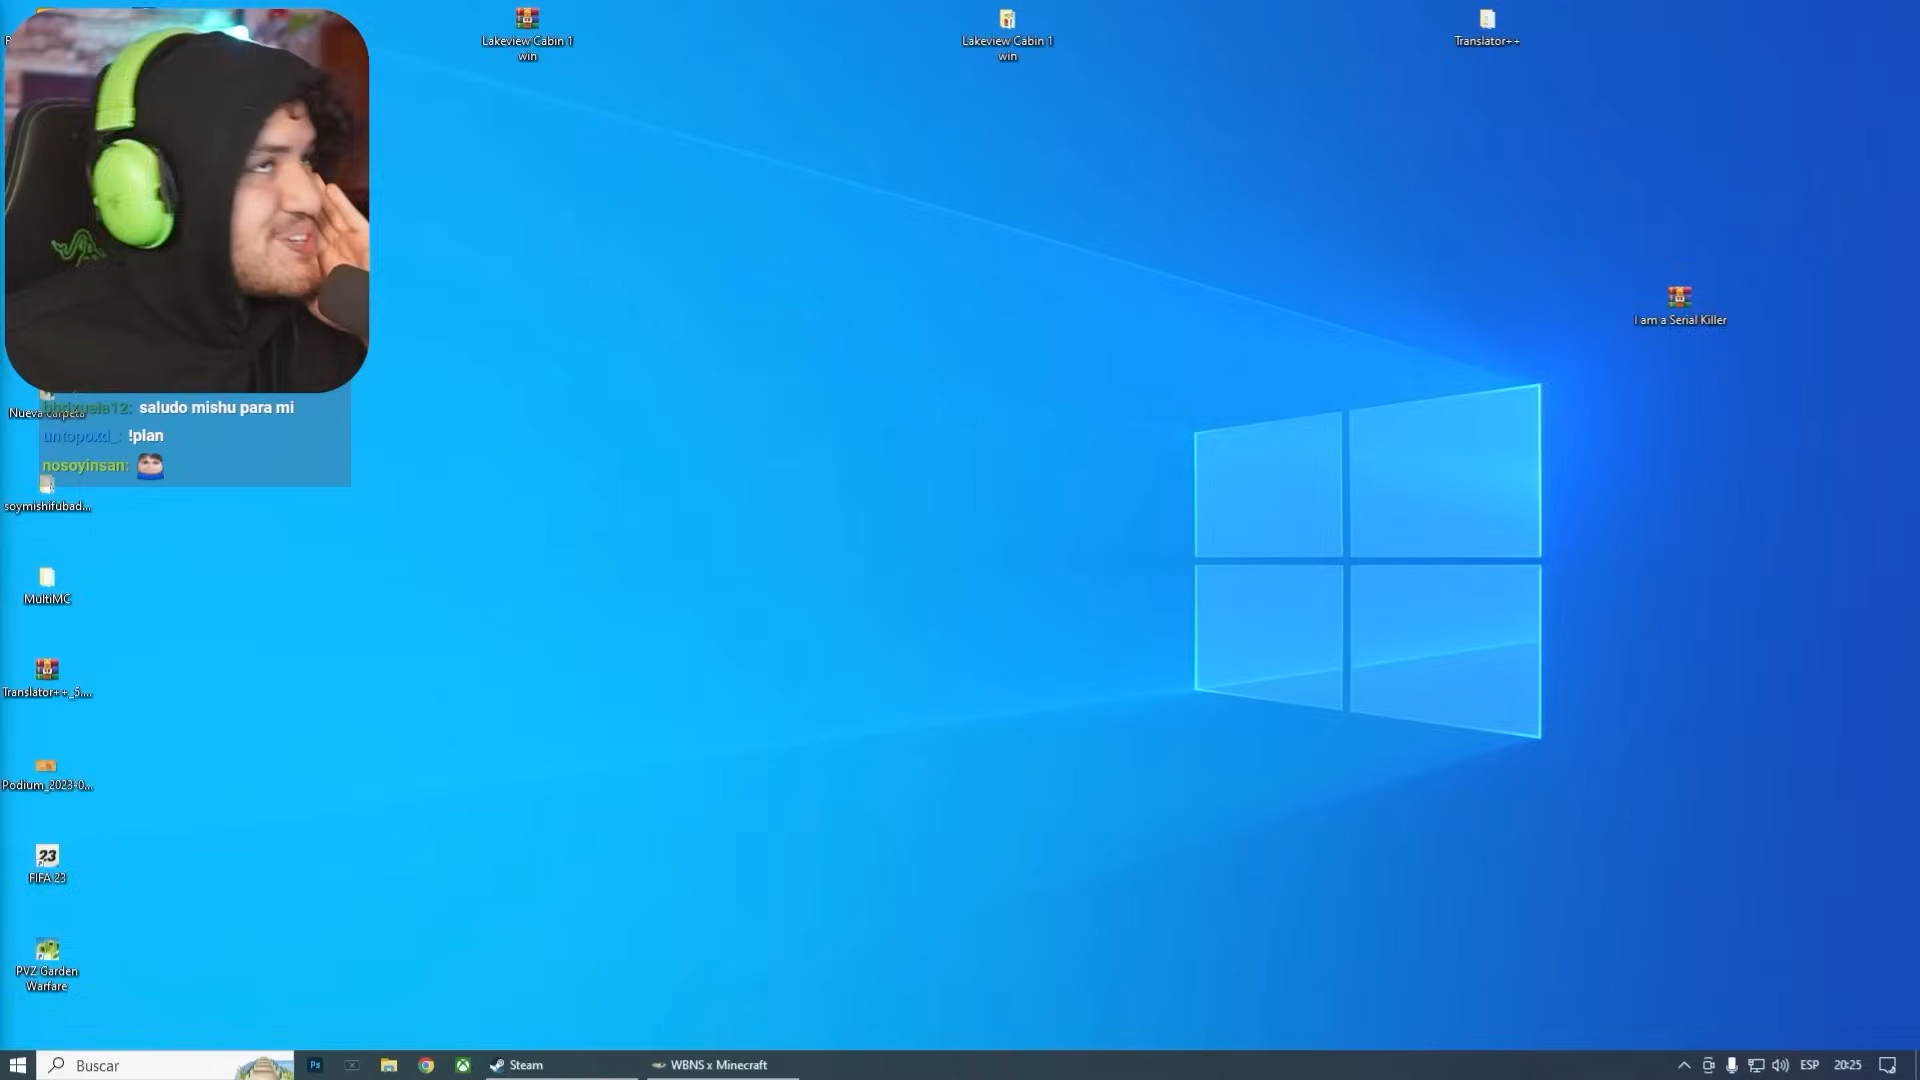 Lakeview Cabin 1
win
Lakeview Cabin 1
win
Translator++
I am a Serial Killer
saludo mishu para mi
Nueva carpeta
untopoxd_: !plan
nosoyinsan:
soymishifubad...
MultiMC
Translator++_5....
Podium_2023-0...
23
FIFA 23
PVZ Garden
Warfare
Buscar
Ps
Steam
WBNS x Minecraft
ESP
20:25